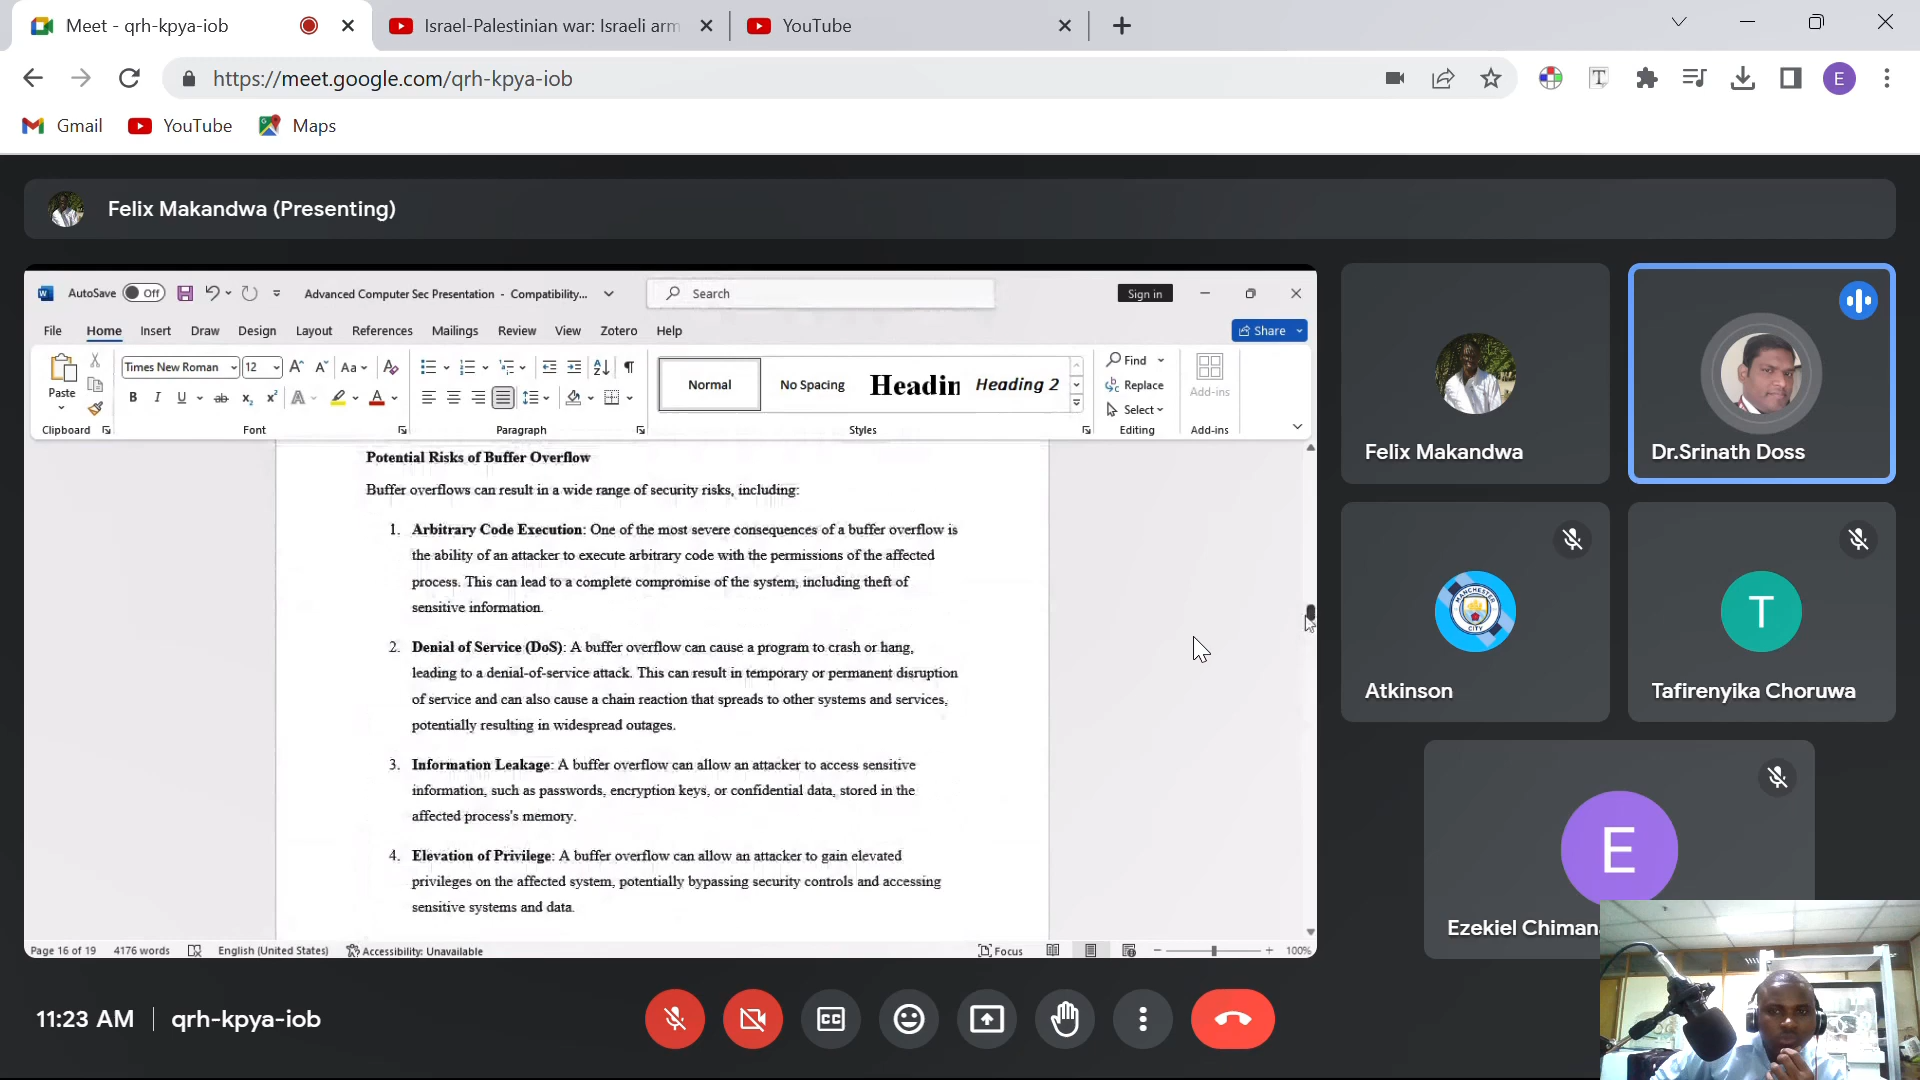 Meet - qrh-kpya-iob
Israel-Palestinian war: Israeli arm
YouTube
https://meet.google.com/qrh-kpya-iob
E
Gmail
YouTube
Maps
Felix Makandwa (Presenting)
AutoSave Off
Advanced Computer Sec Presentation - Compatibility...
Search
Sign in
File Home Insert Draw Design Layout References Mailings Review View Zotero Help
Share
Paste
Times New Roman 12
Aa
B I U ab x₂ x² A A
Normal
No Spacing
Headin
Heading 2
Find
Replace
Select
Add-ins
Clipboard Font Paragraph Styles Editing Add-ins
Potential Risks of Buffer Overflow
Buffer overflows can result in a wide range of security risks, including:
1. Arbitrary Code Execution: One of the most severe consequences of a buffer overflow is
the ability of an attacker to execute arbitrary code with the permissions of the affected
process. This can lead to a complete compromise of the system, including theft of
sensitive information.
2. Denial of Service (DoS): A buffer overflow can cause a program to crash or hang,
leading to a denial-of-service attack. This can result in temporary or permanent disruption
of service and can also cause a chain reaction that spreads to other systems and services,
potentially resulting in widespread outages.
3. Information Leakage: A buffer overflow can allow an attacker to access sensitive
information, such as passwords, encryption keys, or confidential data, stored in the
affected process's memory.
4. Elevation of Privilege: A buffer overflow can allow an attacker to gain elevated
privileges on the affected system, potentially bypassing security controls and accessing
sensitive systems and data.
Page 16 of 19 4176 words English (United States) Accessibility: Unavailable
Focus
100%
Felix Makandwa
Dr.Srinath Doss
MANCHESTER
CITY
Atkinson
T
Tafirenyika Choruwa
E
Ezekiel Chiman
11:23 AM | qrh-kpya-iob
CC